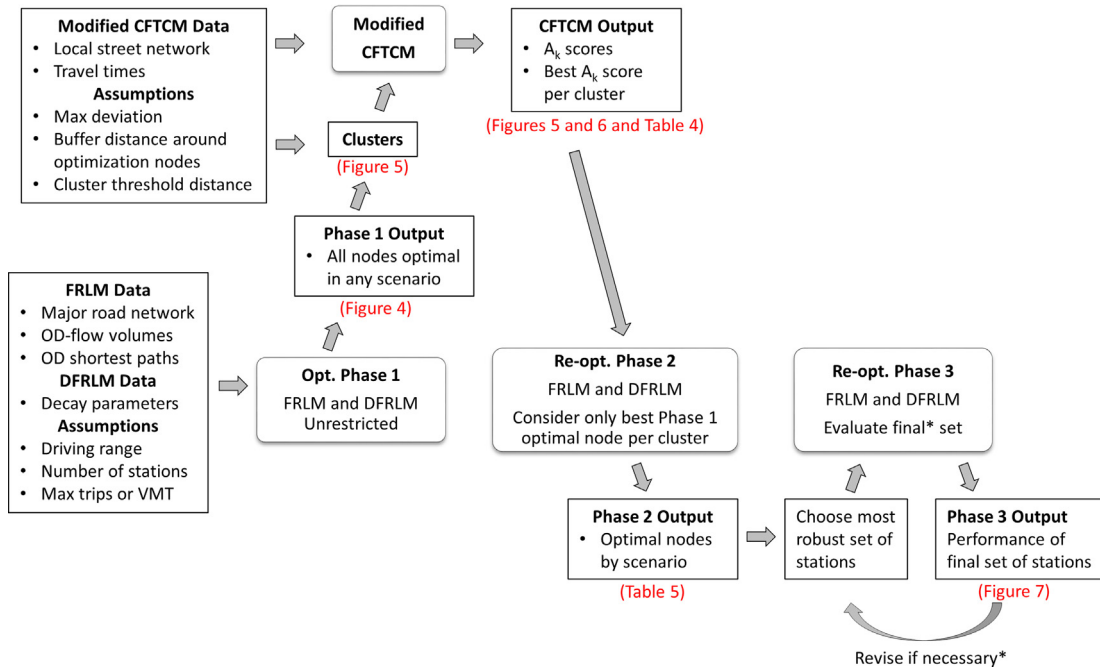 Modified CFTCM Data
• Local street network
• Travel times
Assumptions
• Max deviation
• Buffer distance around
optimization nodes
• Cluster threshold distance
Modified
CFTCM
CFTCM Output
• Aₖ scores
• Best Aₖ score
per cluster
(Figures 5 and 6 and Table 4)
Clusters
(Figure 5)
Phase 1 Output
• All nodes optimal
in any scenario
(Figure 4)
FRLM Data
• Major road network
• OD-flow volumes
• OD shortest paths
DFRLM Data
• Decay parameters
Assumptions
• Driving range
• Number of stations
• Max trips or VMT
Opt. Phase 1
FRLM and DFRLM
Unrestricted
Re-opt. Phase 2
FRLM and DFRLM
Consider only best Phase 1
optimal node per cluster
Re-opt. Phase 3
FRLM and DFRLM
Evaluate final* set
Phase 2 Output
• Optimal nodes
by scenario
(Table 5)
Choose most
robust set of
stations
Phase 3 Output
Performance of
final set of stations
(Figure 7)
Revise if necessary*